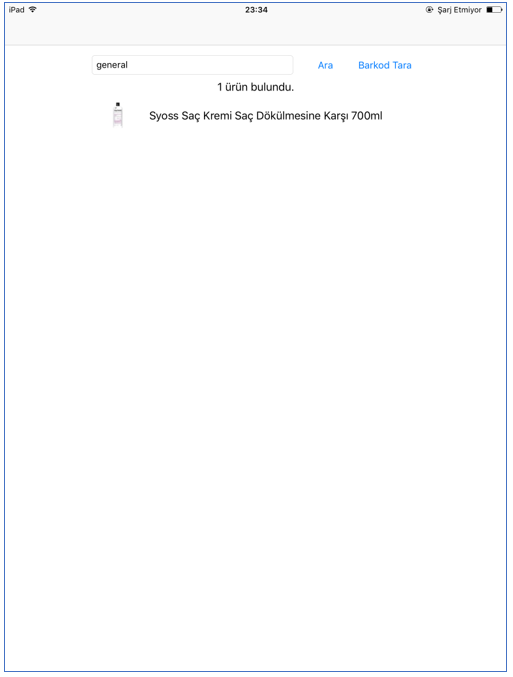 iPad 23:34 Şarj Etmiyor
general Ara Barkod Tara
1 ürün bulundu.
Syoss Saç Kremi Saç Dökülmesine Karşı 700ml